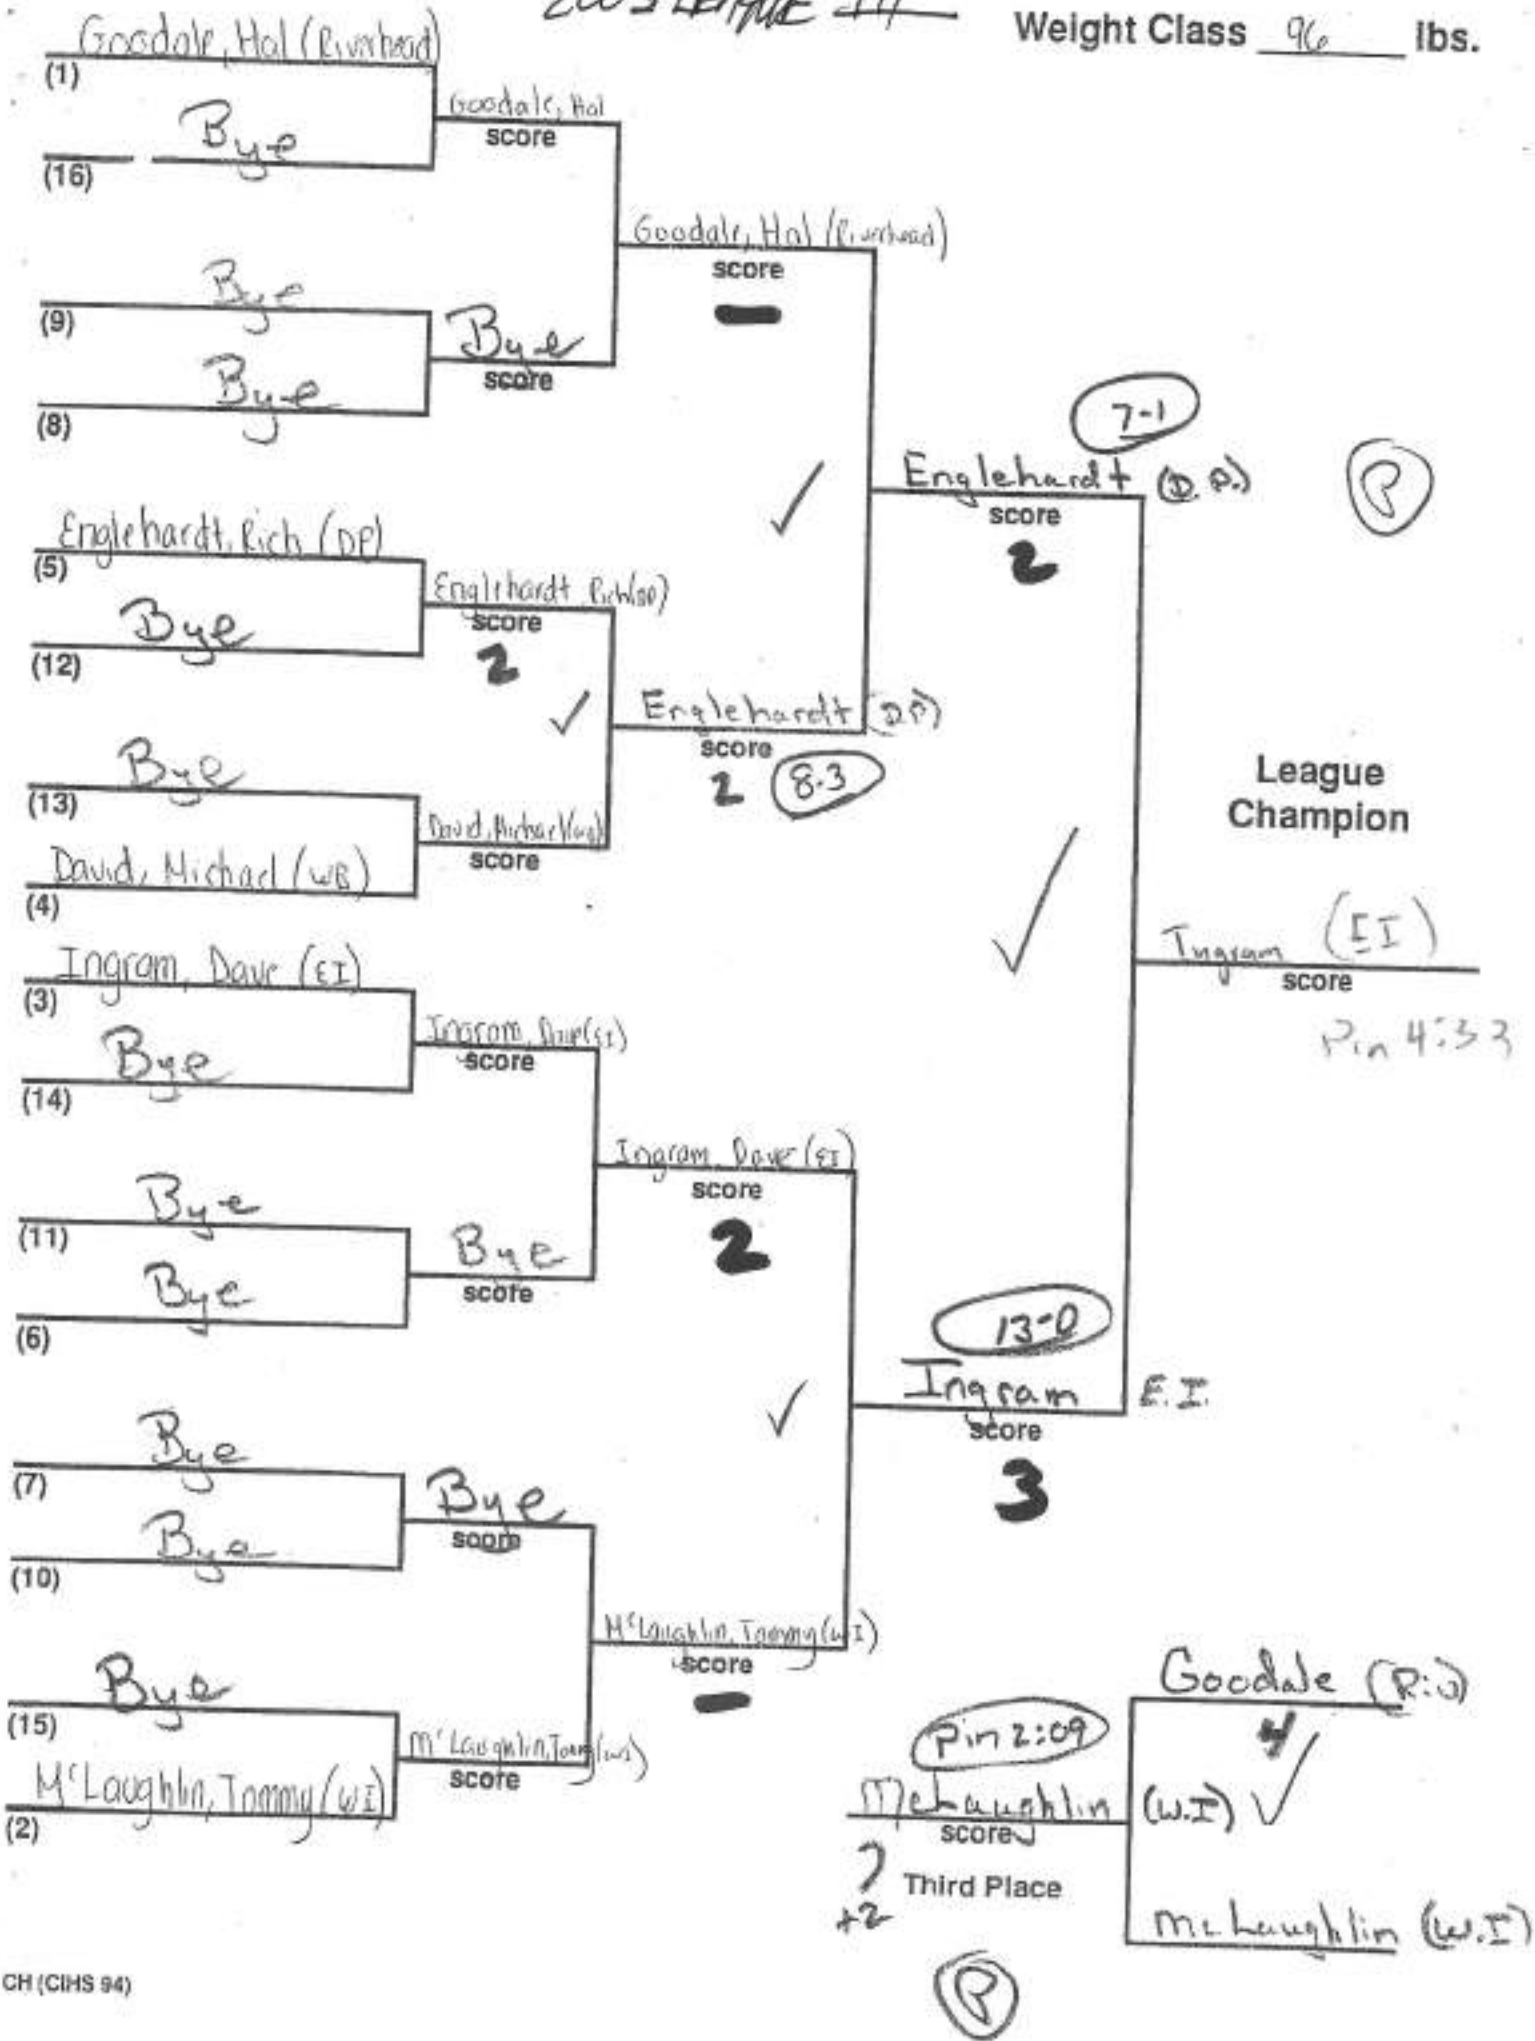 2003 LEAGUE III
Weight Class 96 lbs.
Goodale, Hal (Riverhead)
(1)
Goodale, Hal
score
Bye
(16)
Goodale, Hal (Riverhead)
score
Bye
(9)
Bye
score
Bye
(8)
7-1
Englehardt (D.P.)
score
2
P
Englehardt, Rich (DP)
(5)
Englehardt Rich (DP)
score
2
Bye
(12)
Englehardt (D.P)
score
2 8-3
Bye
(13)
David, Michael (WB)
score
David, Michael (WB)
(4)
League
Champion
Ingram (EI)
score
Pin 4:33
Ingram, Dave (EI)
(3)
Ingram, Dave (EI)
score
Bye
(14)
Ingram, Dave (EI)
score
2
Bye
(11)
Bye
score
Bye
(6)
13-0
Ingram E.I.
score
3
Bye
(7)
Bye
score
Bye
(10)
McLaughlin, Tommy (WI)
score
Bye
(15)
McLaughlin, Tommy (WI)
score
McLaughlin, Tommy (WI)
(2)
Goodale (Riv)
4
Pin 2:09
McLaughlin (W.I)
score
7
+2
Third Place
McLaughlin (W.I)
P
CH (CIHS 94)